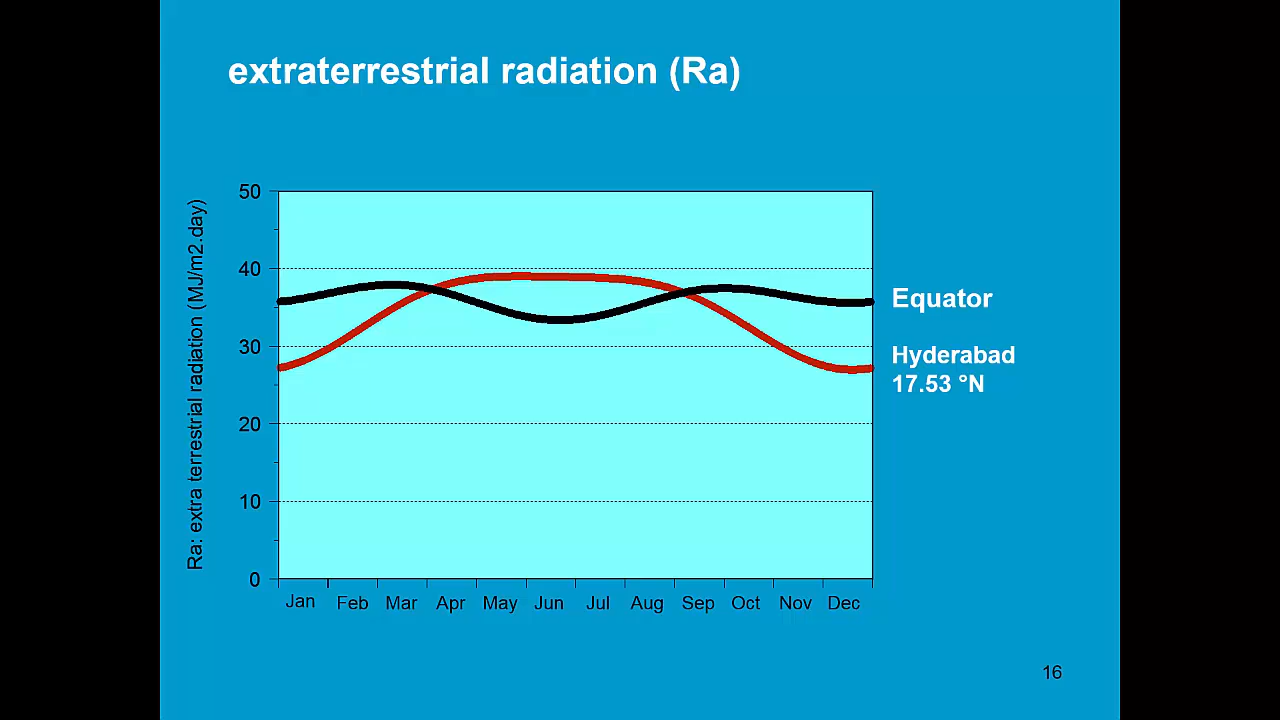 extraterrestrial radiation (Ra)
Ra: extra terrestrial radiation (MJ/m2.day)
50
40
30
20
10
0
Jan Feb Mar Apr May Jun Jul Aug Sep Oct Nov Dec
Equator
Hyderabad
17.53 °N
16